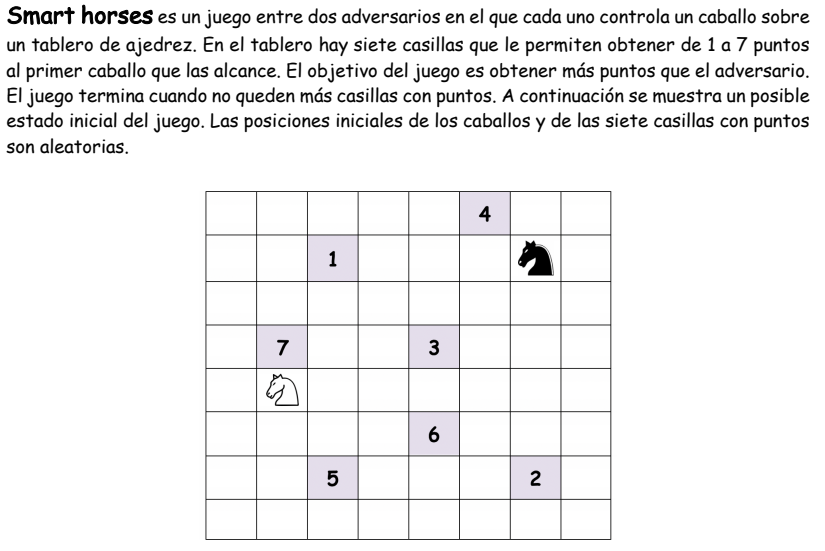 Smart horses es un juego entre dos adversarios en el que cada uno controla un caballo sobre
un tablero de ajedrez. En el tablero hay siete casillas que le permiten obtener de 1 a 7 puntos
al primer caballo que las alcance. El objetivo del juego es obtener más puntos que el adversario.
El juego termina cuando no queden más casillas con puntos. A continuación se muestra un posible
estado inicial del juego. Las posiciones iniciales de los caballos y de las siete casillas con puntos
son aleatorias.
4
1
7 3
6
5 2